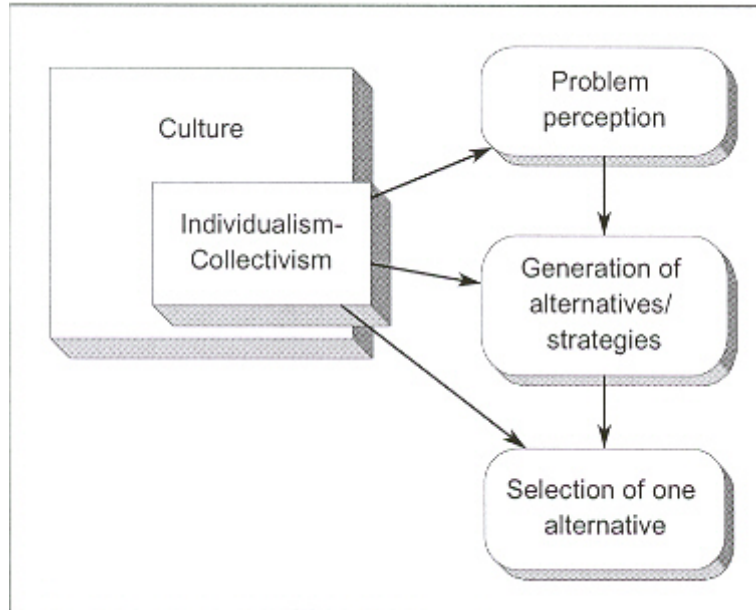 Culture
Individualism-
Collectivism
Problem
perception
Generation of
alternatives/
strategies
Selection of one
alternative